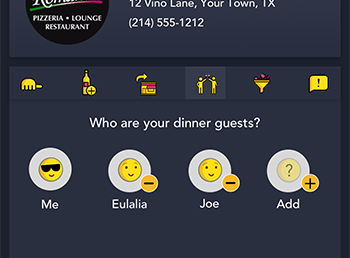 PIZZERIA • LOUNGE
RESTAURANT
12 Vino Lane, Your Town, TX
(214) 555-1212
Who are your dinner guests?
Me
Eulalia
Joe
Add